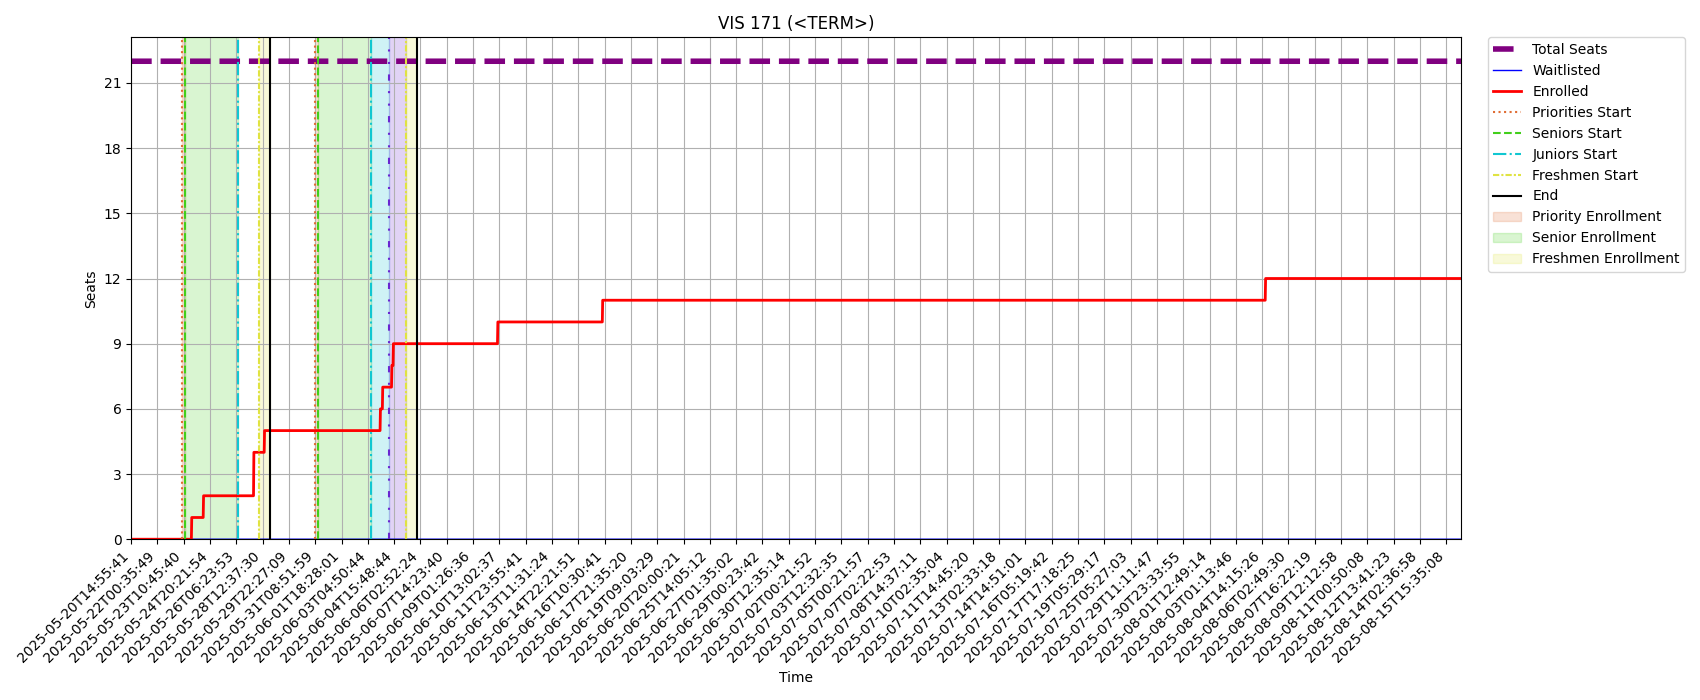 VIS 171 (<TERM>)
Total Seats
Waitlisted
Enrolled
Priorities Start
Seniors Start
Juniors Start
Freshmen Start
End
Priority Enrollment
Senior Enrollment
Freshmen Enrollment
Seats
21
18
15
12
9
6
3
0
2025-05-20T14:55:41
2025-05-22T00:35:49
2025-05-23T10:45:40
2025-05-24T20:21:54
2025-05-26T06:23:53
2025-05-28T12:37:30
2025-05-29T22:27:09
2025-05-31T08:51:59
2025-06-01T18:28:01
2025-06-03T04:50:44
2025-06-04T15:48:44
2025-06-06T02:52:24
2025-06-07T14:23:40
2025-06-09T01:26:36
2025-06-10T13:02:37
2025-06-11T23:55:41
2025-06-13T11:31:24
2025-06-14T22:21:51
2025-06-16T10:30:41
2025-06-17T21:35:20
2025-06-19T09:03:29
2025-06-20T20:00:21
2025-06-25T14:05:12
2025-06-27T01:35:02
2025-06-29T00:23:42
2025-06-30T12:35:14
2025-07-02T00:21:52
2025-07-03T12:32:35
2025-07-05T00:21:57
2025-07-07T02:22:53
2025-07-08T14:37:11
2025-07-10T02:35:04
2025-07-11T14:45:20
2025-07-13T02:33:18
2025-07-14T14:51:01
2025-07-16T05:19:42
2025-07-17T17:18:25
2025-07-19T05:29:17
2025-07-25T05:27:03
2025-07-29T11:11:47
2025-07-30T23:33:55
2025-08-01T12:49:14
2025-08-03T01:13:46
2025-08-04T14:15:26
2025-08-06T02:49:30
2025-08-07T16:22:19
2025-08-09T12:12:58
2025-08-11T00:50:08
2025-08-12T13:41:23
2025-08-14T02:36:58
2025-08-15T15:35:08
Time